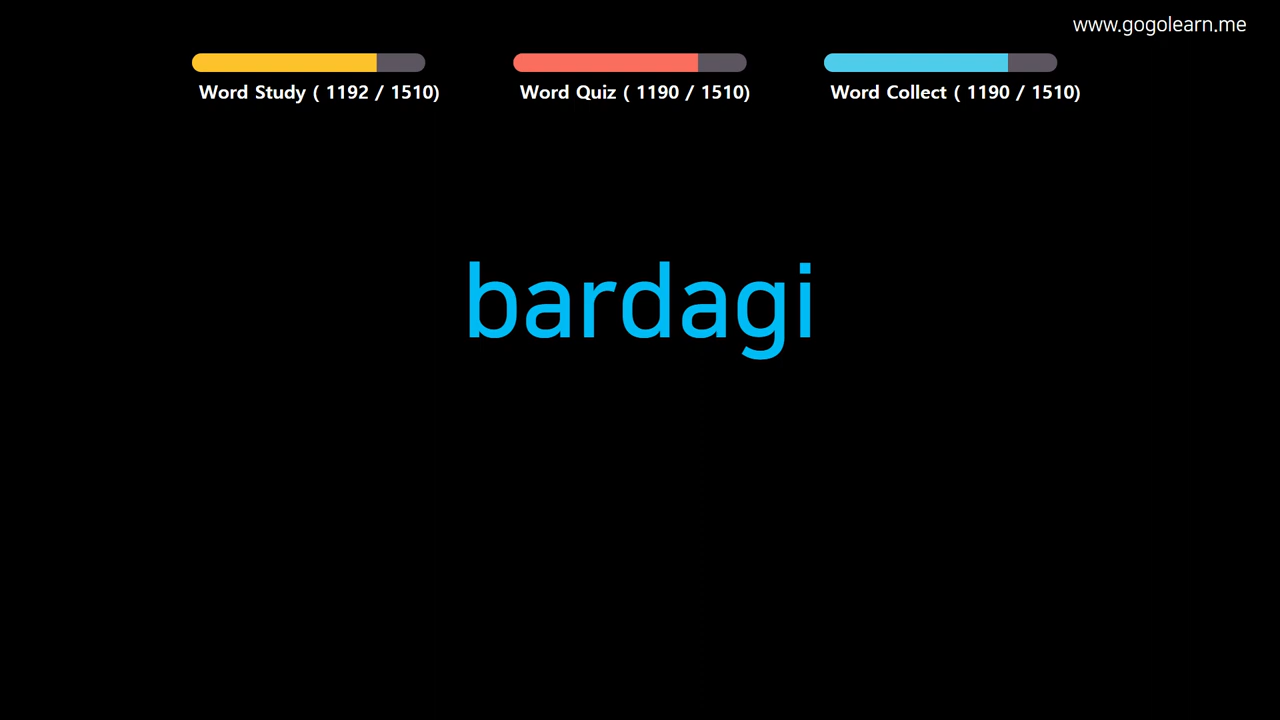 www.gogolearn.me
Word Study ( 1192 / 1510)
Word Quiz ( 1190 / 1510)
Word Collect ( 1190 / 1510)
bardagi